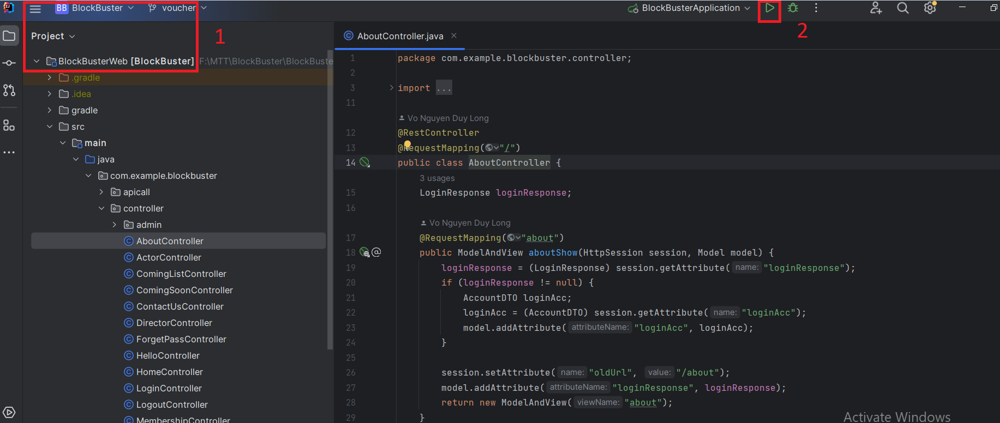 BB BlockBuster voucher BlockBusterApplication
1
2
Project
AboutController.java
BlockBusterWeb [BlockBuster] F:\MTT\BlockBuster\BlockBuste
.gradle
.idea
gradle
src
main
java
com.example.blockbuster
apicall
controller
admin
AboutController
ActorController
ComingListController
ComingSoonController
ContactUsController
DirectorController
ForgetPassController
HelloController
HomeController
LoginController
LogoutController
MembershipController
1 package com.example.blockbuster.controller;
2
3 import ...
11
Vo Nguyen Duy Long
12 @RestController
13 @RequestMapping("/")
14 public class AboutController {
3 usages
15 LoginResponse loginResponse;
16
Vo Nguyen Duy Long
17 @RequestMapping("about")
18 public ModelAndView aboutShow(HttpSession session, Model model) {
19 loginResponse = (LoginResponse) session.getAttribute( name: "loginResponse");
20 if (loginResponse != null) {
21 AccountDTO loginAcc;
22 loginAcc = (AccountDTO) session.getAttribute( name: "loginAcc");
23 model.addAttribute( attributeName: "loginAcc", loginAcc);
24 }
25
26 session.setAttribute( name: "oldUrl", value: "/about");
27 model.addAttribute( attributeName: "loginResponse", loginResponse);
28 return new ModelAndView( viewName: "about");
29 }
Activate Windows